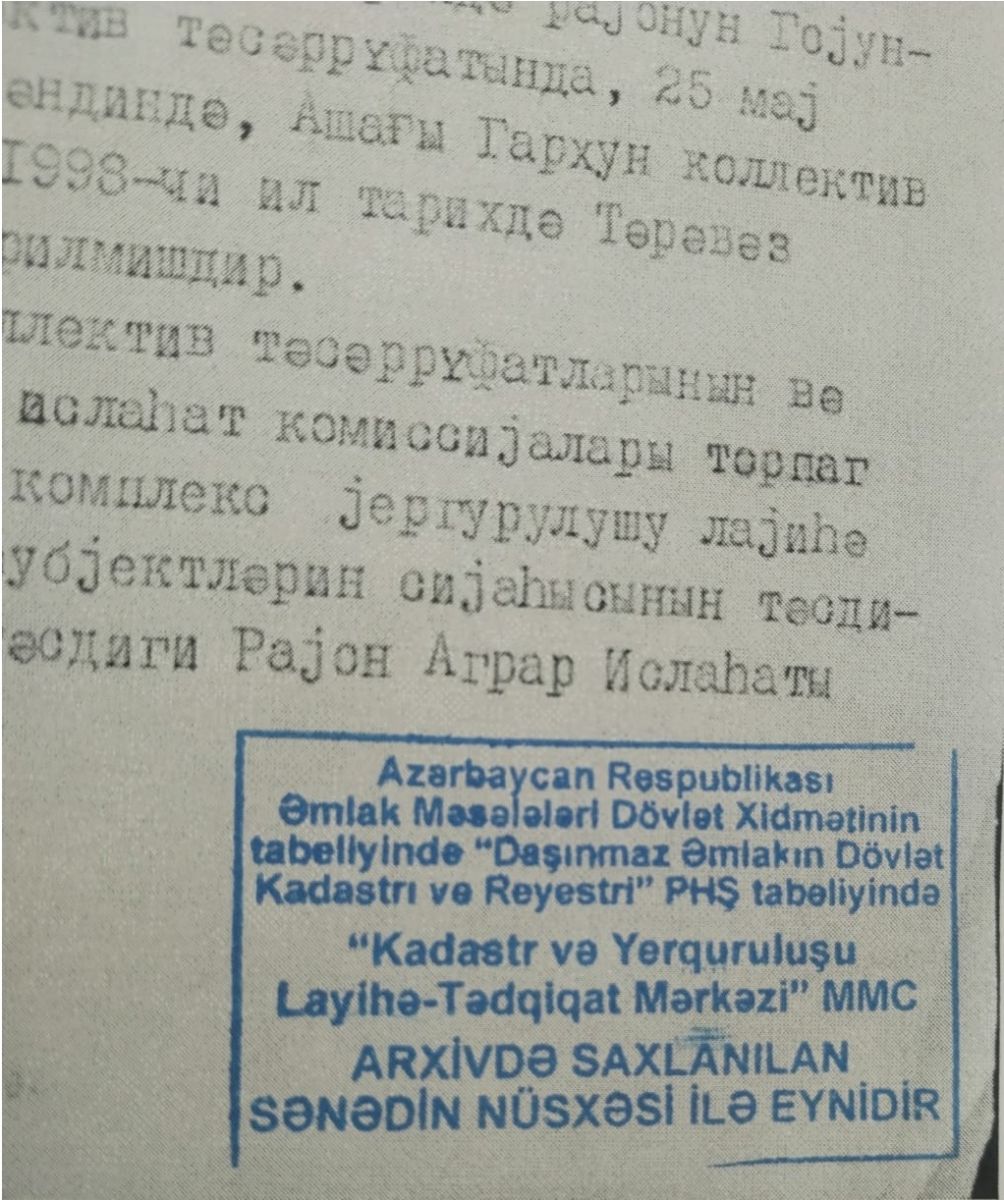 рајонун Гојун-
ктив тәсәррүфатында, 25 мај
әндиндә, Ашағы Гархун коллектив
1998-чи ил тарихдә Тәрәвәз
рилмишдир.
ллектив тәсәррүфатларынын вә
ислаһат комиссијалары торпаг
комплекс јергурулушу лајиһә
убјектләрин сијаһысынын тәсди-
әсдиги Рајон Аграр Ислаһаты
Azərbaycan Respublikası
Əmlak Məsələləri Dövlət Xidmətinin
tabeliyində “Daşınmaz Əmlakın Dövlət
Kadastrı və Reyestri” PHŞ tabeliyində
“Kadastr və Yerquruluşu
Layihə-Tədqiqat Mərkəzi” MMC
ARXİVDƏ SAXLANILAN
SƏNƏDİN NÜSXƏSİ İLƏ EYNİDİR